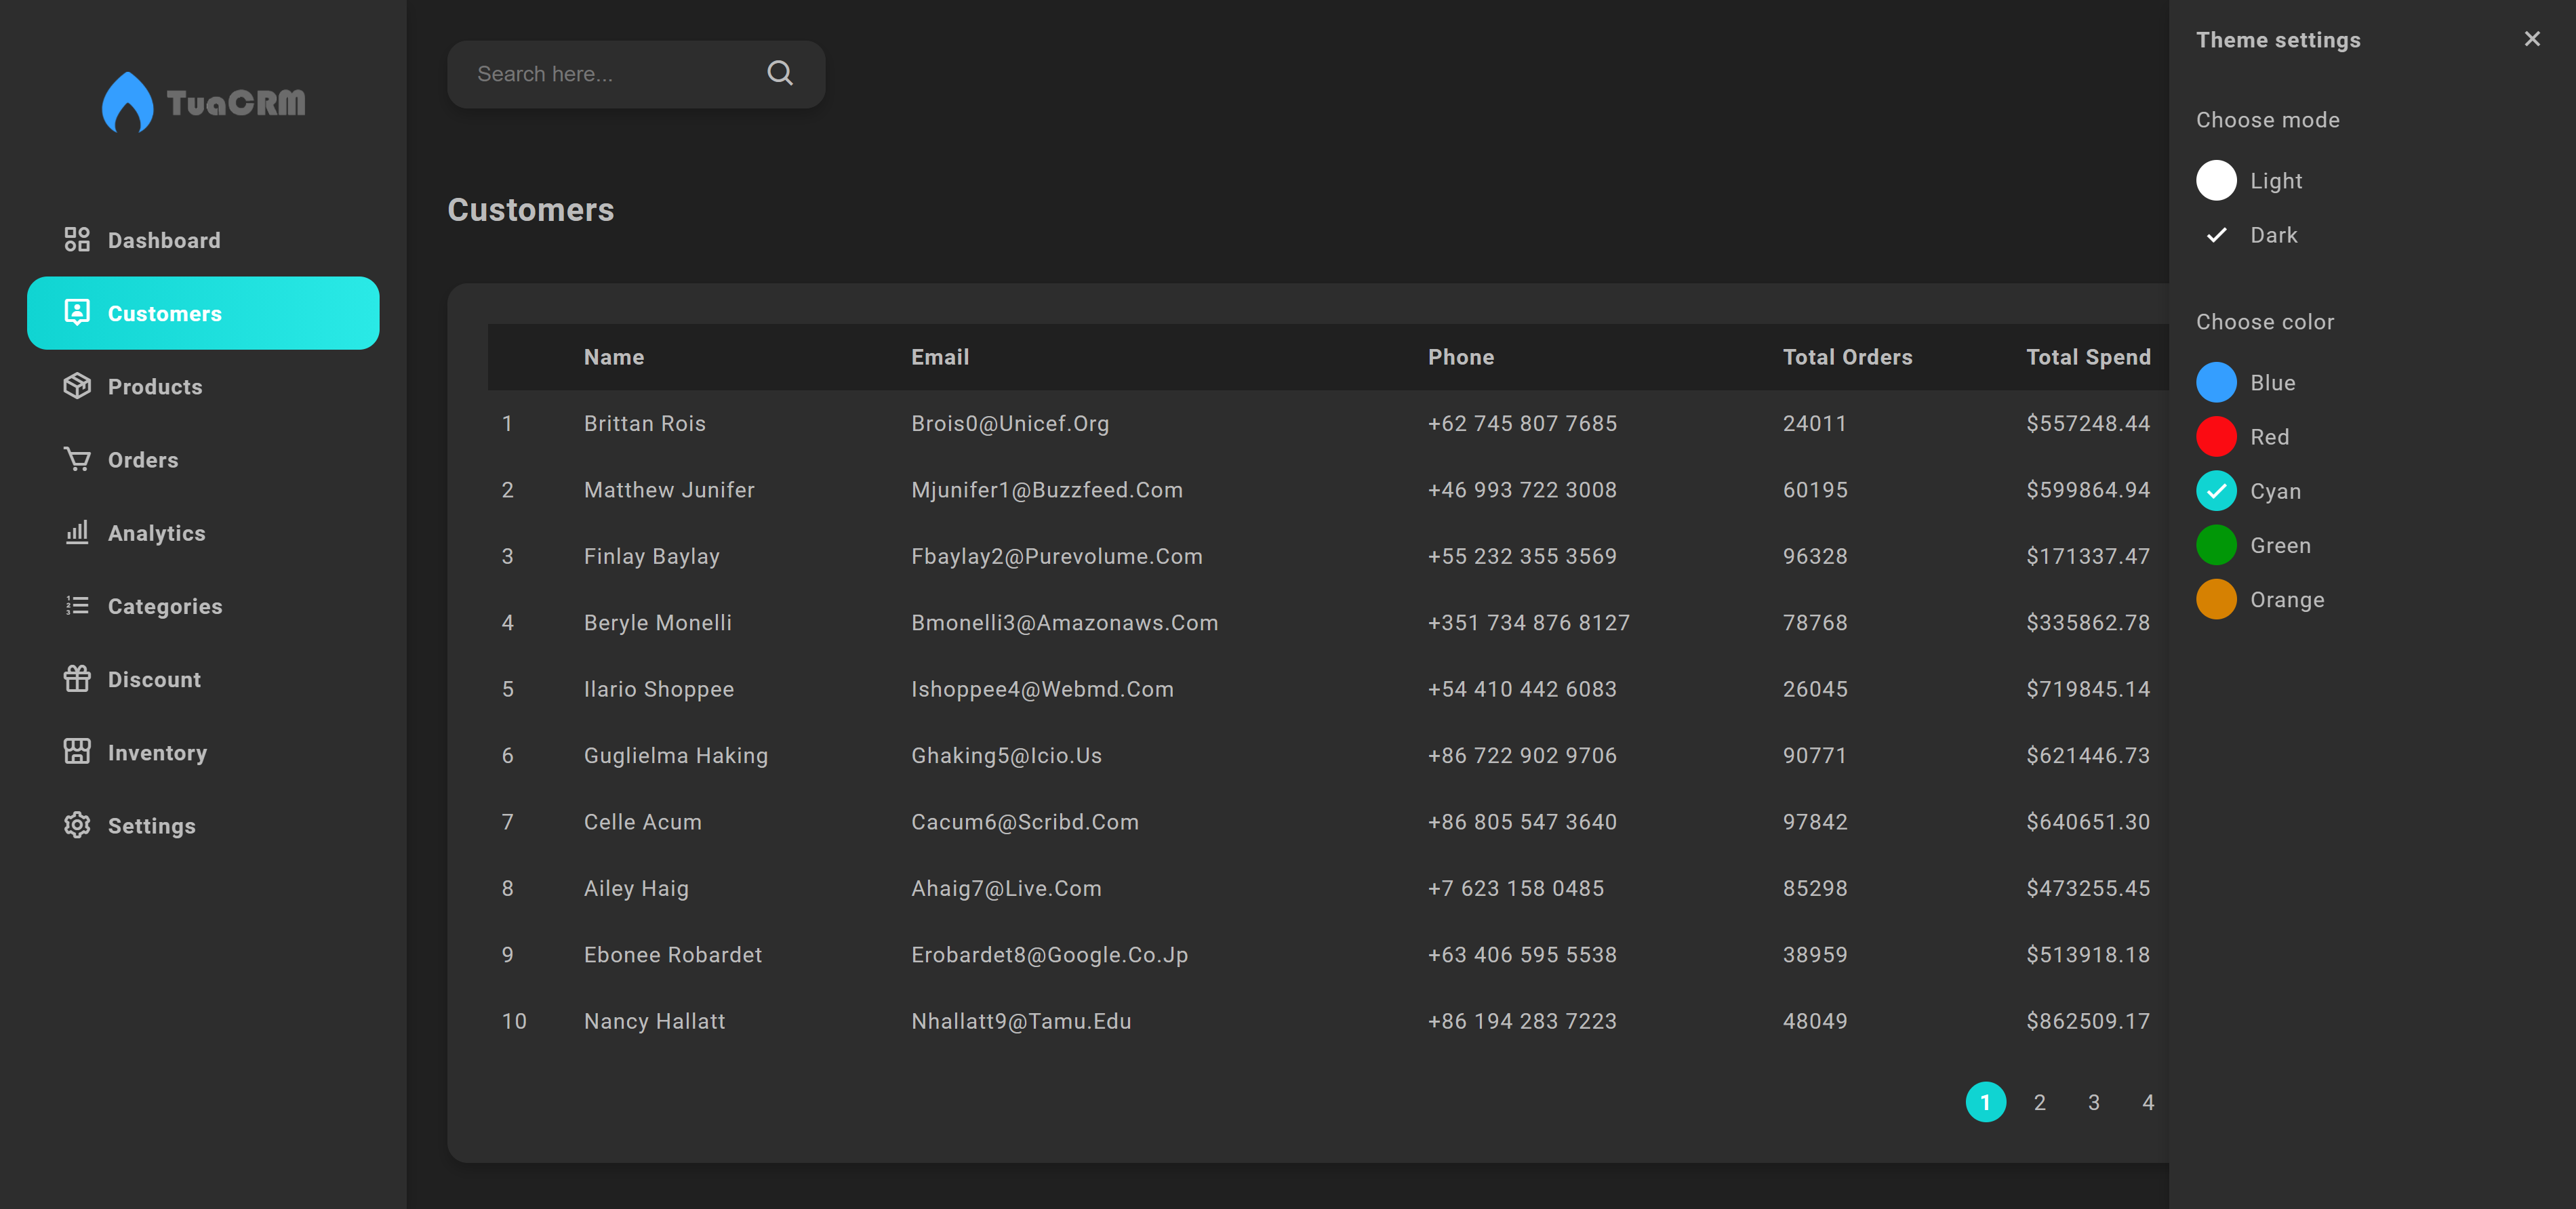 TuaCRM
Dashboard
Customers
Products
Orders
Analytics
Categories
Discount
Inventory
Settings
Search here...
Customers
Name Email Phone Total Orders Total Spend
1 Brittan Rois Brois0@Unicef.Org +62 745 807 7685 24011 $557248.44
2 Matthew Junifer Mjunifer1@Buzzfeed.Com +46 993 722 3008 60195 $599864.94
3 Finlay Baylay Fbaylay2@Purevolume.Com +55 232 355 3569 96328 $171337.47
4 Beryle Monelli Bmonelli3@Amazonaws.Com +351 734 876 8127 78768 $335862.78
5 Ilario Shoppee Ishoppee4@Webmd.Com +54 410 442 6083 26045 $719845.14
6 Guglielma Haking Ghaking5@Icio.Us +86 722 902 9706 90771 $621446.73
7 Celle Acum Cacum6@Scribd.Com +86 805 547 3640 97842 $640651.30
8 Ailey Haig Ahaig7@Live.Com +7 623 158 0485 85298 $473255.45
9 Ebonee Robardet Erobardet8@Google.Co.Jp +63 406 595 5538 38959 $513918.18
10 Nancy Hallatt Nhallatt9@Tamu.Edu +86 194 283 7223 48049 $862509.17
1 2 3 4
Theme settings
Choose mode
Light
Dark
Choose color
Blue
Red
Cyan
Green
Orange